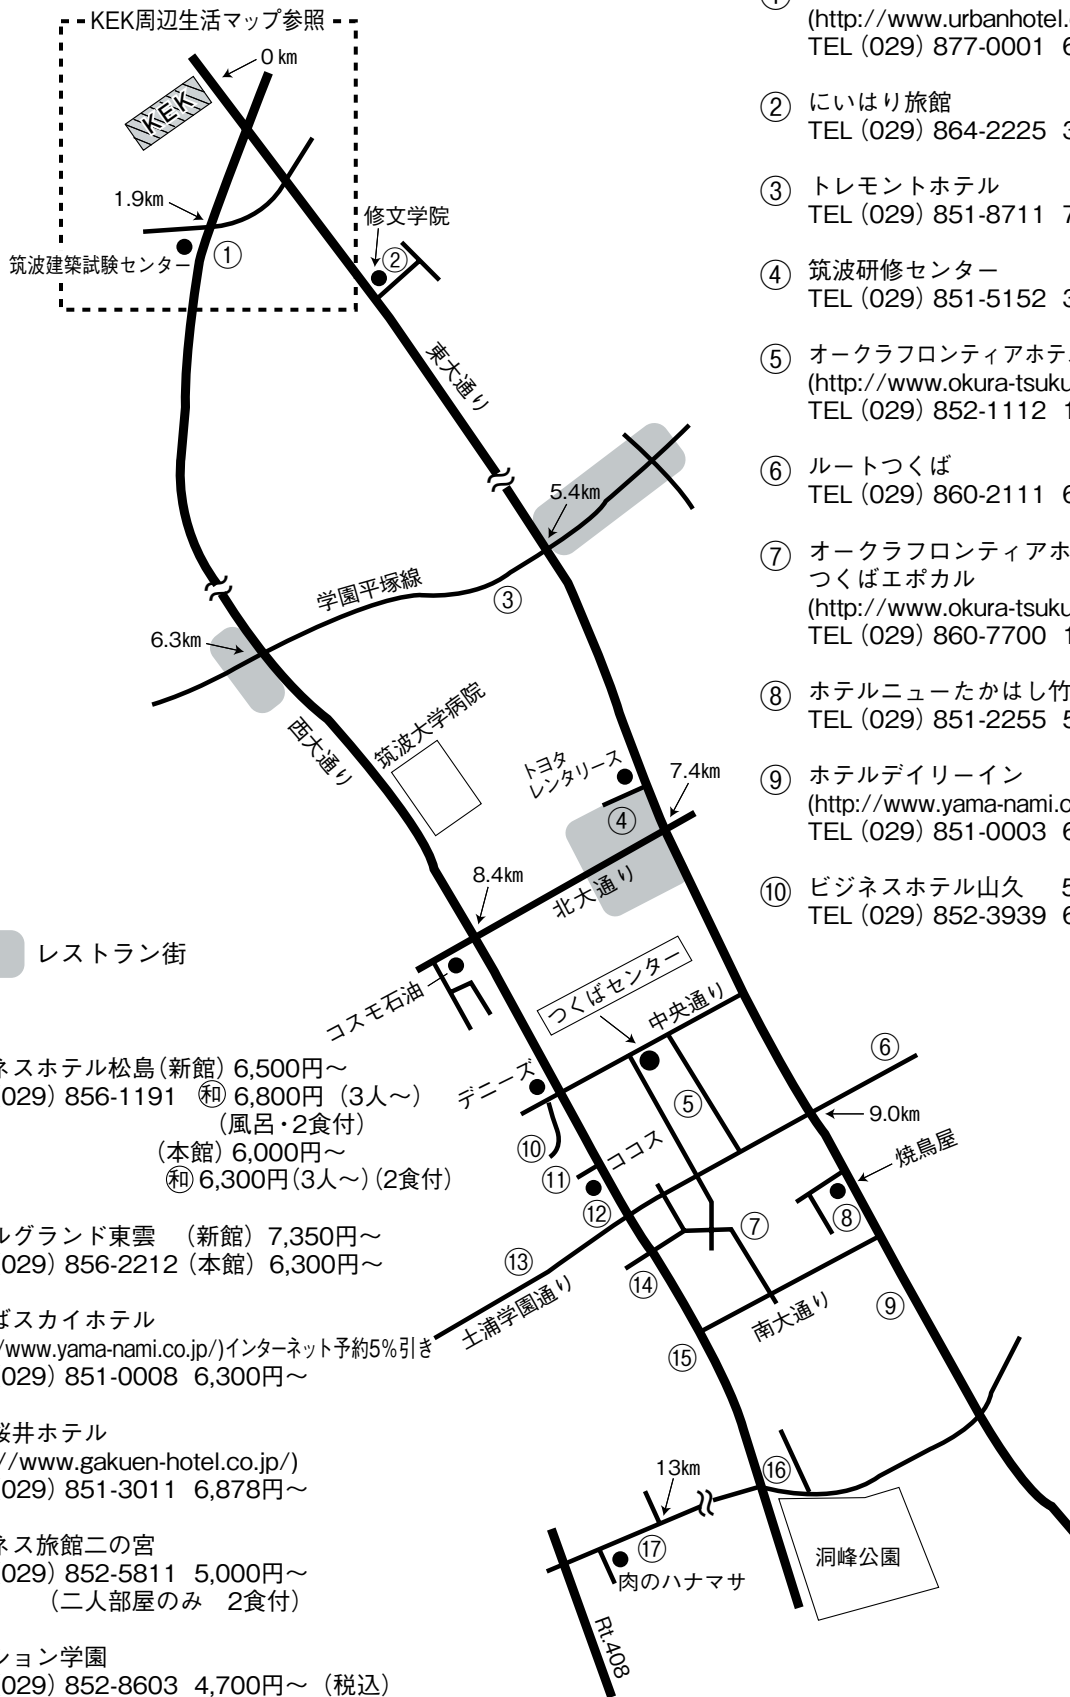 KEK周辺生活マップ参照
0 km
KEK
1.9km
①
筑波建築試験センター
修文学院
②
東大通り
5.4km
学園平塚線
③
6.3km
西大通り
筑波大学病院
トヨタ
レンタリース
7.4km
④
8.4km
北大通り
レストラン街
コスモ石油
つくばセンター
中央通り
デニーズ
⑤
⑥
9.0km
⑩
ココス
焼鳥屋
⑪
⑫
⑦
⑧
⑬
⑭
土浦学園通り
南大通り
⑨
⑮
13km
⑯
⑰
肉のハナマサ
洞峰公園
Rt.408
(http://www.urbanhotel.
TEL (029) 877-0001
② にいはり旅館
TEL (029) 864-2225
③ トレモントホテル
TEL (029) 851-8711
④ 筑波研修センター
TEL (029) 851-5152
⑤ オークラフロンティアホテ
(http://www.okura-tsuku
TEL (029) 852-1112
⑥ ルートつくば
TEL (029) 860-2111
⑦ オークラフロンティアホ
つくばエポカル
(http://www.okura-tsuku
TEL (029) 860-7700
⑧ ホテルニューたかはし竹
TEL (029) 851-2255
⑨ ホテルデイリーイン
(http://www.yama-nami.
TEL (029) 851-0003
⑩ ビジネスホテル山久
TEL (029) 852-3939
ネスホテル松島(新館) 6,500円～
029) 856-1191 ㊓ 6,800円 (3人～)
(風呂・2食付)
(本館) 6,000円～
㊓ 6,300円(3人～)(2食付)
ルグランド東雲 (新館) 7,350円～
029) 856-2212 (本館) 6,300円～
ばスカイホテル
/www.yama-nami.co.jp/)インターネット予約5%引き
029) 851-0008 6,300円～
桜井ホテル
//www.gakuen-hotel.co.jp/)
029) 851-3011 6,878円～
ネス旅館二の宮
029) 852-5811 5,000円～
(二人部屋のみ 2食付)
ション学園
029) 852-8603 4,700円～ (税込)